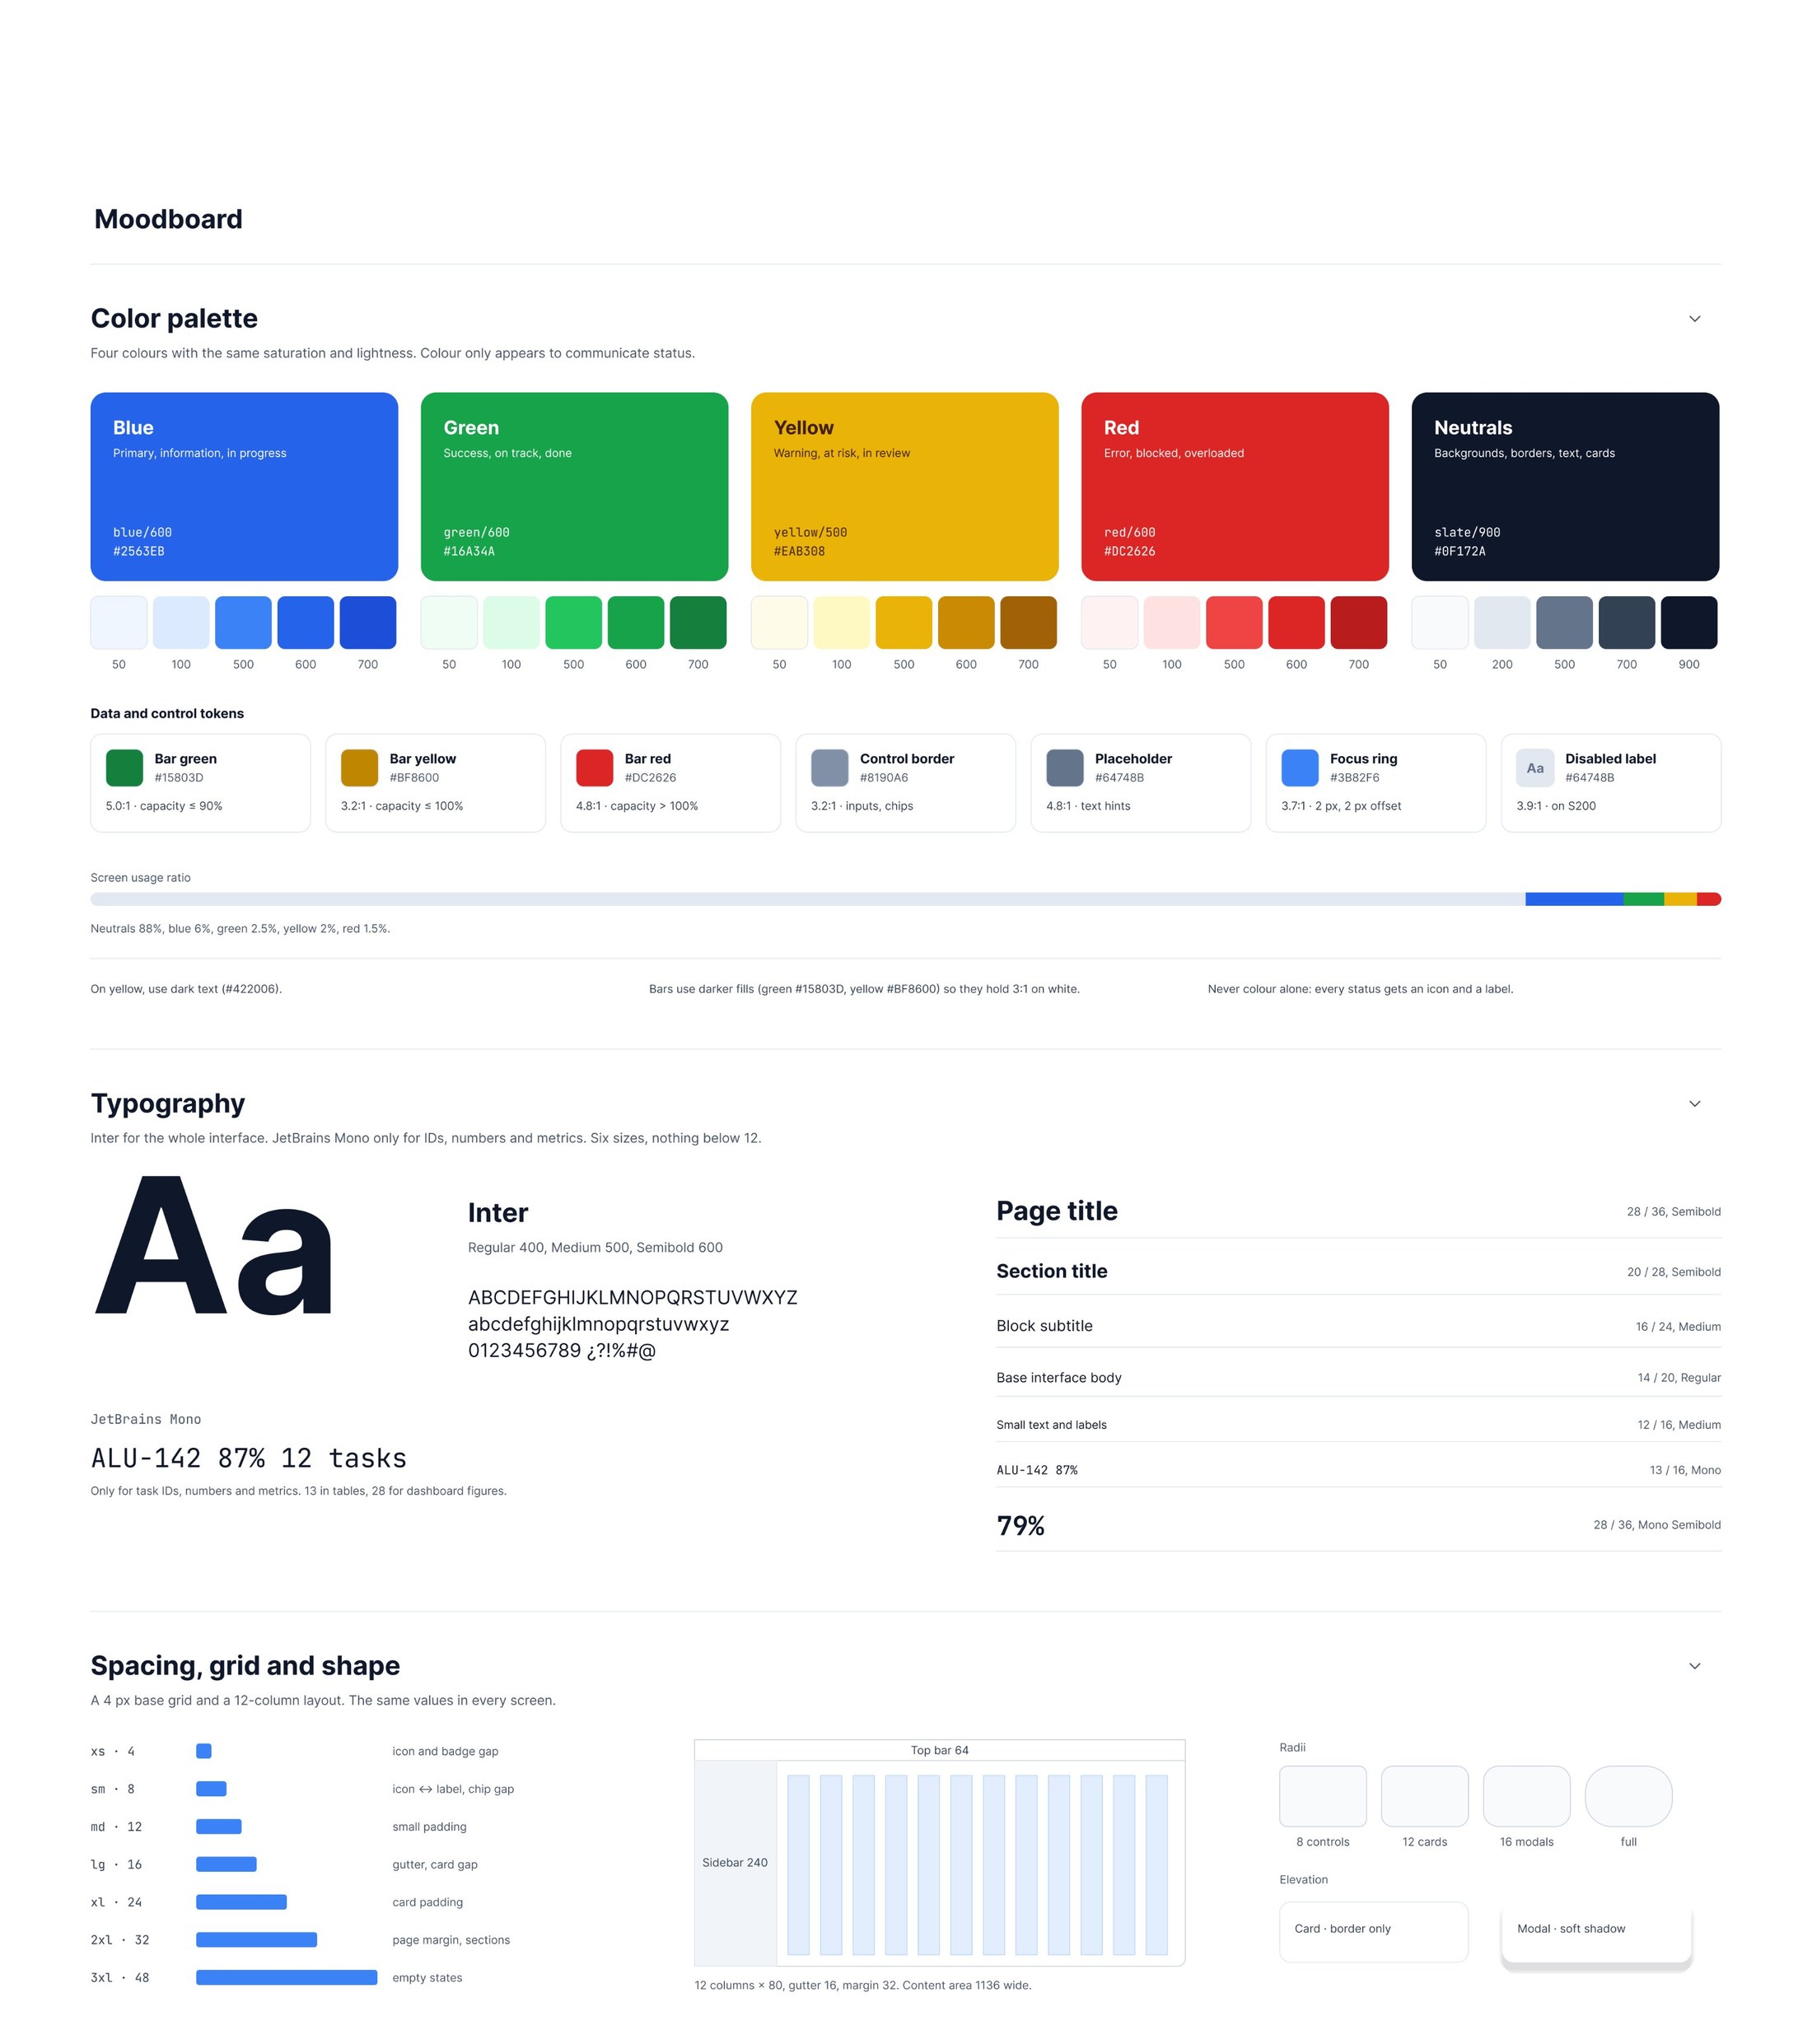 Moodboard
Color palette
Four colours with the same saturation and lightness. Colour only appears to communicate status.
Blue
Primary, information, in progress
blue/600
#2563EB
Green
Success, on track, done
green/600
#16A34A
Yellow
Warning, at risk, in review
yellow/500
#EAB308
Red
Error, blocked, overloaded
red/600
#DC2626
Neutrals
Backgrounds, borders, text, cards
slate/900
#0F172A
50 100 500 600 700
50 100 500 600 700
50 100 500 600 700
50 100 500 600 700
50 200 500 700 900
Data and control tokens
Bar green
#15803D
5.0:1 · capacity ≤ 90%
Bar yellow
#BF8600
3.2:1 · capacity ≤ 100%
Bar red
#DC2626
4.8:1 · capacity > 100%
Control border
#8190A6
3.2:1 · inputs, chips
Placeholder
#64748B
4.8:1 · text hints
Focus ring
#3B82F6
3.7:1 · 2 px, 2 px offset
Aa
Disabled label
#64748B
3.9:1 · on S200
Screen usage ratio
Neutrals 88%, blue 6%, green 2.5%, yellow 2%, red 1.5%.
On yellow, use dark text (#422006).
Bars use darker fills (green #15803D, yellow #BF8600) so they hold 3:1 on white.
Never colour alone: every status gets an icon and a label.
Typography
Inter for the whole interface. JetBrains Mono only for IDs, numbers and metrics. Six sizes, nothing below 12.
Aa
Inter
Regular 400, Medium 500, Semibold 600
ABCDEFGHIJKLMNOPQRSTUVWXYZ
abcdefghijklmnopqrstuvwxyz
0123456789 ¿?!%#@
JetBrains Mono
ALU-142 87% 12 tasks
Only for task IDs, numbers and metrics. 13 in tables, 28 for dashboard figures.
Page title 28 / 36, Semibold
Section title 20 / 28, Semibold
Block subtitle 16 / 24, Medium
Base interface body 14 / 20, Regular
Small text and labels 12 / 16, Medium
ALU-142 87% 13 / 16, Mono
79% 28 / 36, Mono Semibold
Spacing, grid and shape
A 4 px base grid and a 12-column layout. The same values in every screen.
xs · 4 icon and badge gap
sm · 8 icon ↔ label, chip gap
md · 12 small padding
lg · 16 gutter, card gap
xl · 24 card padding
2xl · 32 page margin, sections
3xl · 48 empty states
Top bar 64
Sidebar 240
12 columns × 80, gutter 16, margin 32. Content area 1136 wide.
Radii
8 controls
12 cards
16 modals
full
Elevation
Card · border only
Modal · soft shadow